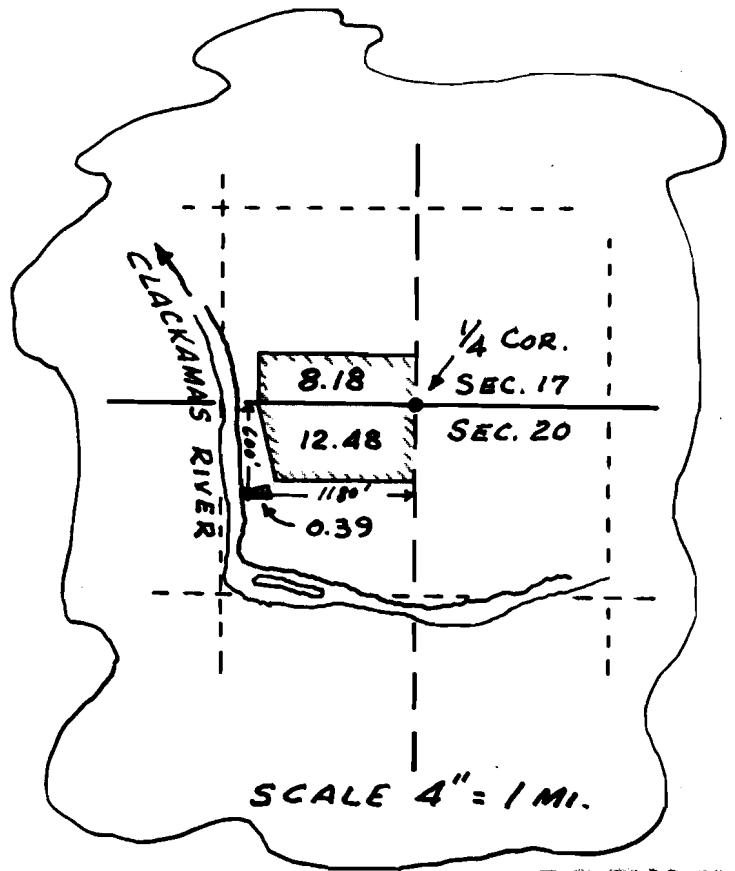 CLACKAMAS RIVER
1/4 COR.
8.18
SEC. 17
12.48
SEC. 20
600'
1180'
0.39
SCALE 4" = 1 MI.